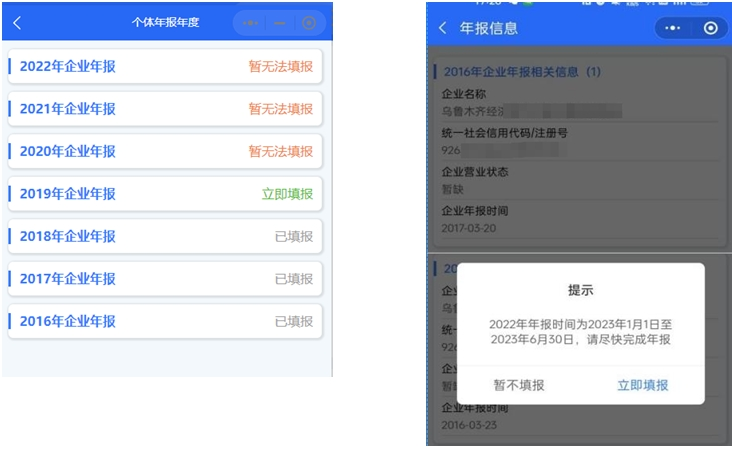 个体年报年度
2022年企业年报 暂无法填报
2021年企业年报 暂无法填报
2020年企业年报 暂无法填报
2019年企业年报 立即填报
2018年企业年报 已填报
2017年企业年报 已填报
2016年企业年报 已填报
年报信息
2016年企业年报相关信息（1）
企业名称
乌鲁木齐经
统一社会信用代码/注册号
926
企业营业状态
暂缺
企业年报时间
2017-03-20
提示
2022年年报时间为2023年1月1日至
2023年6月30日，请尽快完成年报
暂不填报 立即填报
企业年报时间
2016-03-23